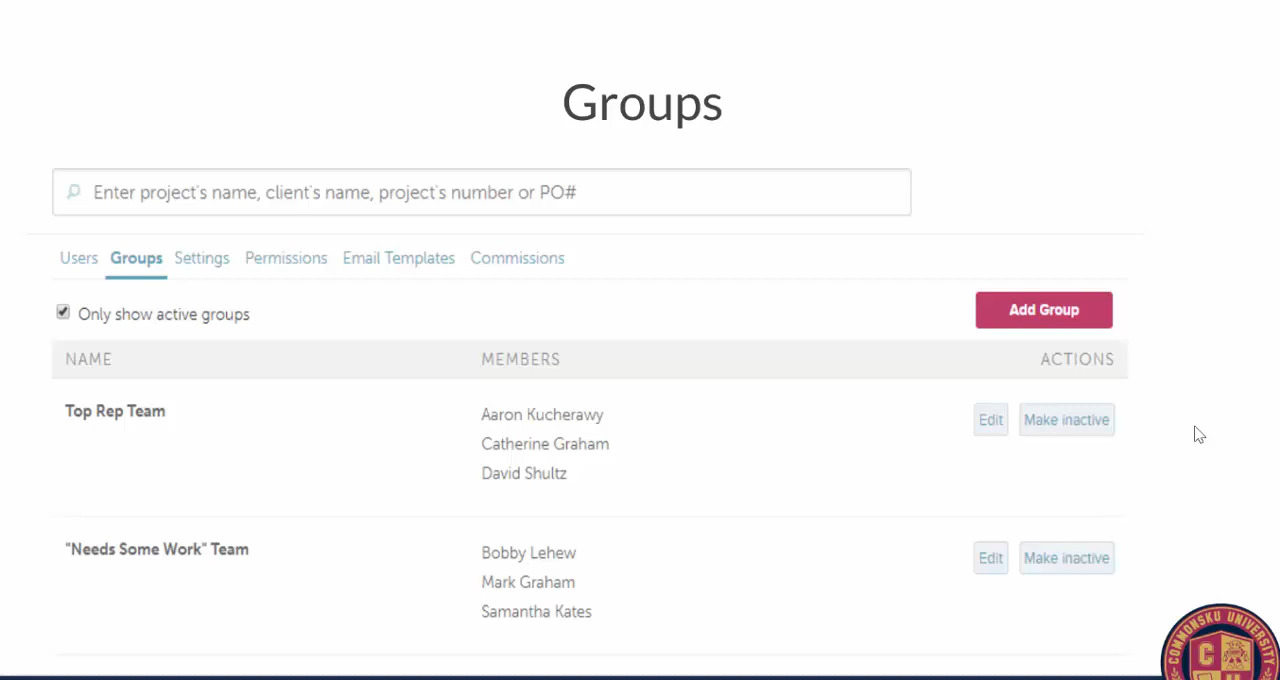 Groups
Enter project's name, client's name, project's number or PO#
Users Groups Settings Permissions Email Templates Commissions
Only show active groups
Add Group
NAME MEMBERS ACTIONS
Top Rep Team
Aaron Kucherawy
Catherine Graham
David Shultz
Edit Make inactive
"Needs Some Work" Team
Bobby Lehew
Mark Graham
Samantha Kates
Edit Make inactive
COMMONSKU UNIVERSITY
C